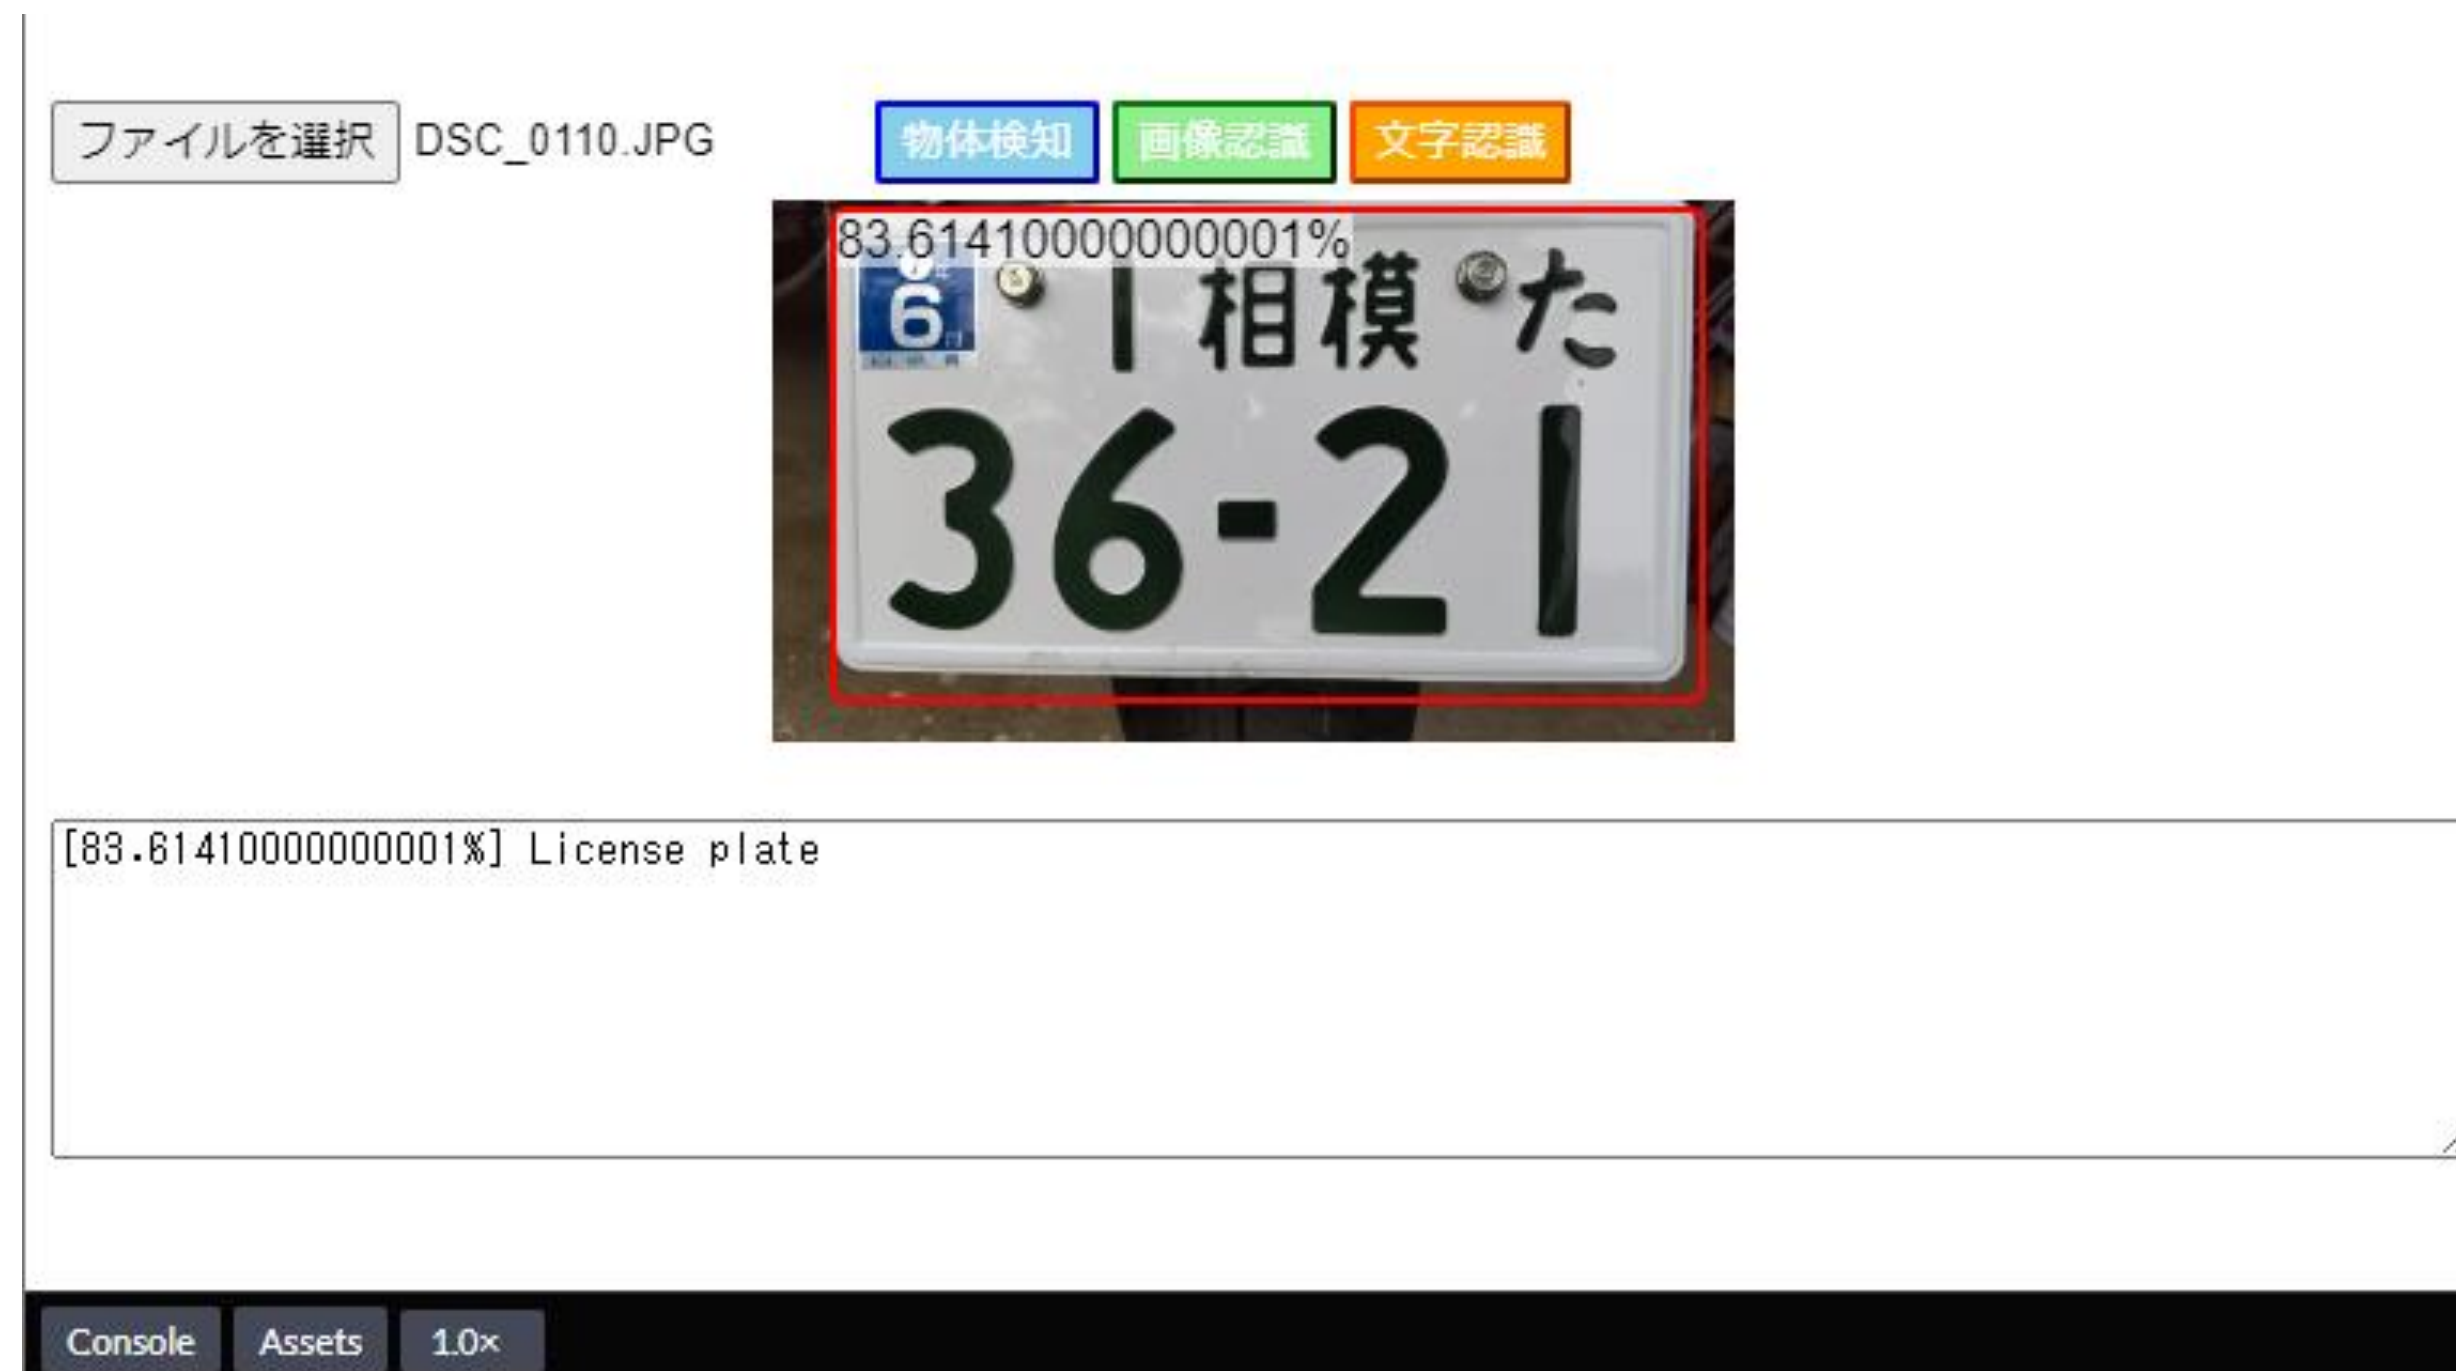 ファイルを選択 DSC_0110.JPG 物体検知 画像認識 文字認識
83.61410000000001%
6
1 相模 た
36-21
[83.61410000000001%] License plate
Console Assets 1.0×